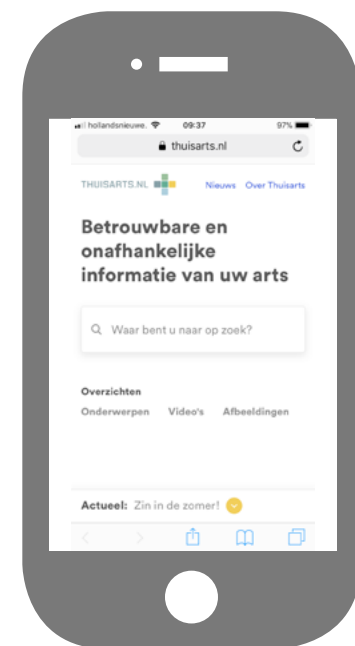 hollandsnieuwe. 09:37 97%
thuisarts.nl
THUISARTS.NL Nieuws Over Thuisarts
Betrouwbare en
onafhankelijke
informatie van uw arts
Waar bent u naar op zoek?
Overzichten
Onderwerpen Video's Afbeeldingen
Actueel: Zin in de zomer!